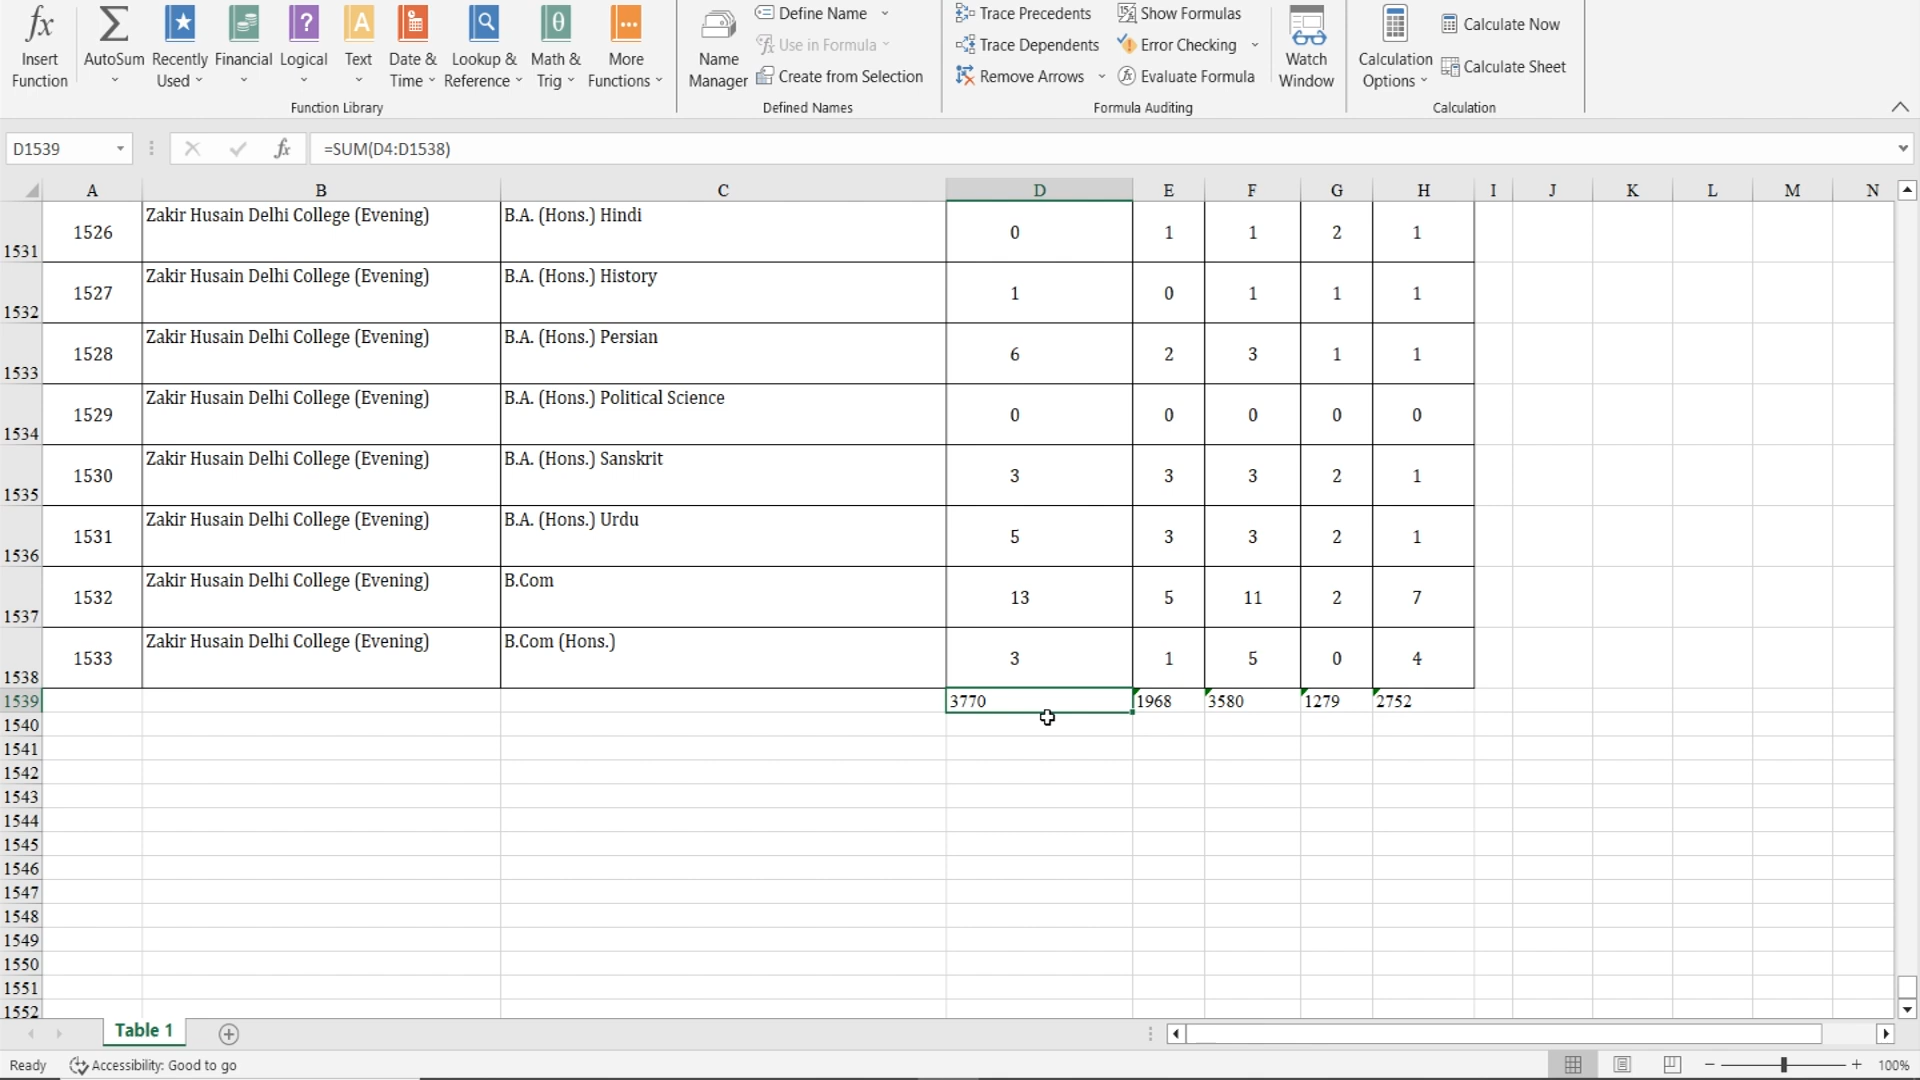 Insert Function
AutoSum
Recently Used
Financial
Logical
Text
Date & Time
Lookup & Reference
Math & Trig
More Functions
Function Library
Name Manager
Define Name
Use in Formula
Create from Selection
Defined Names
Trace Precedents
Trace Dependents
Remove Arrows
Show Formulas
Error Checking
Evaluate Formula
Formula Auditing
Watch Window
Calculation Options
Calculate Now
Calculate Sheet
Calculation
D1539 fx =SUM(D4:D1538)
A B C D E F G H I J K L M N
1531 1526 Zakir Husain Delhi College (Evening) B.A. (Hons.) Hindi 0 1 1 2 1
1532 1527 Zakir Husain Delhi College (Evening) B.A. (Hons.) History 1 0 1 1 1
1533 1528 Zakir Husain Delhi College (Evening) B.A. (Hons.) Persian 6 2 3 1 1
1534 1529 Zakir Husain Delhi College (Evening) B.A. (Hons.) Political Science 0 0 0 0 0
1535 1530 Zakir Husain Delhi College (Evening) B.A. (Hons.) Sanskrit 3 3 3 2 1
1536 1531 Zakir Husain Delhi College (Evening) B.A. (Hons.) Urdu 5 3 3 2 1
1537 1532 Zakir Husain Delhi College (Evening) B.Com 13 5 11 2 7
1538 1533 Zakir Husain Delhi College (Evening) B.Com (Hons.) 3 1 5 0 4
1539 3770 1968 3580 1279 2752
1540
1541
1542
1543
1544
1545
1546
1547
1548
1549
1550
1551
1552
Table 1
Ready Accessibility: Good to go 100%